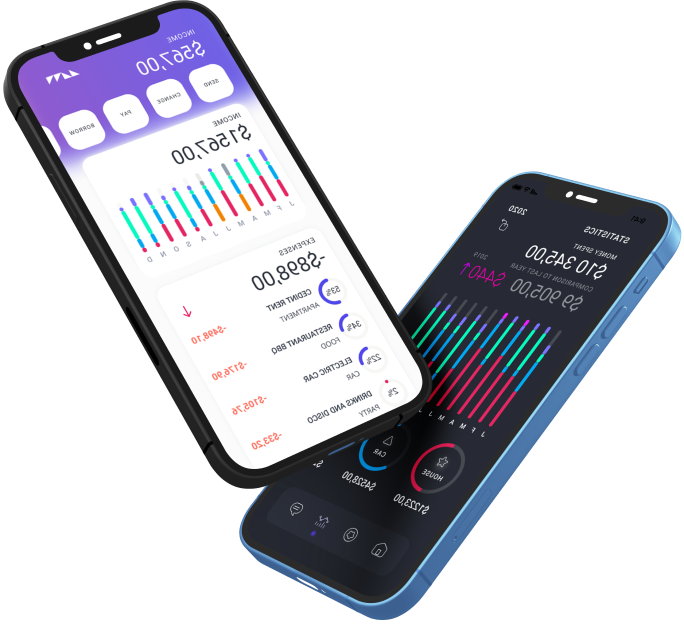 INCOME
$567,00
SEND
CHANGE
PAY
BORROW
INCOME
$1567,00
J F M A M J J A S O N D
EXPENSES
-$898,00
53%
CEDINT RENT
APARTMENT
-$498,10
34%
RESTAURANT BBQ
FOOD
-$176,90
22%
ELECTRIC CAR
CAR
-$105,76
2%
DRINKS AND DISCO
PARTY
-$33,20
9:41
STATISTICS
2020
MONEY SPENT
$10 345,00
COMPARISON TO LAST YEAR
2019
$9 905,00
$440↑
J F M A M J J
HOUSE
$1223,00
CAR
$4528,00
$-